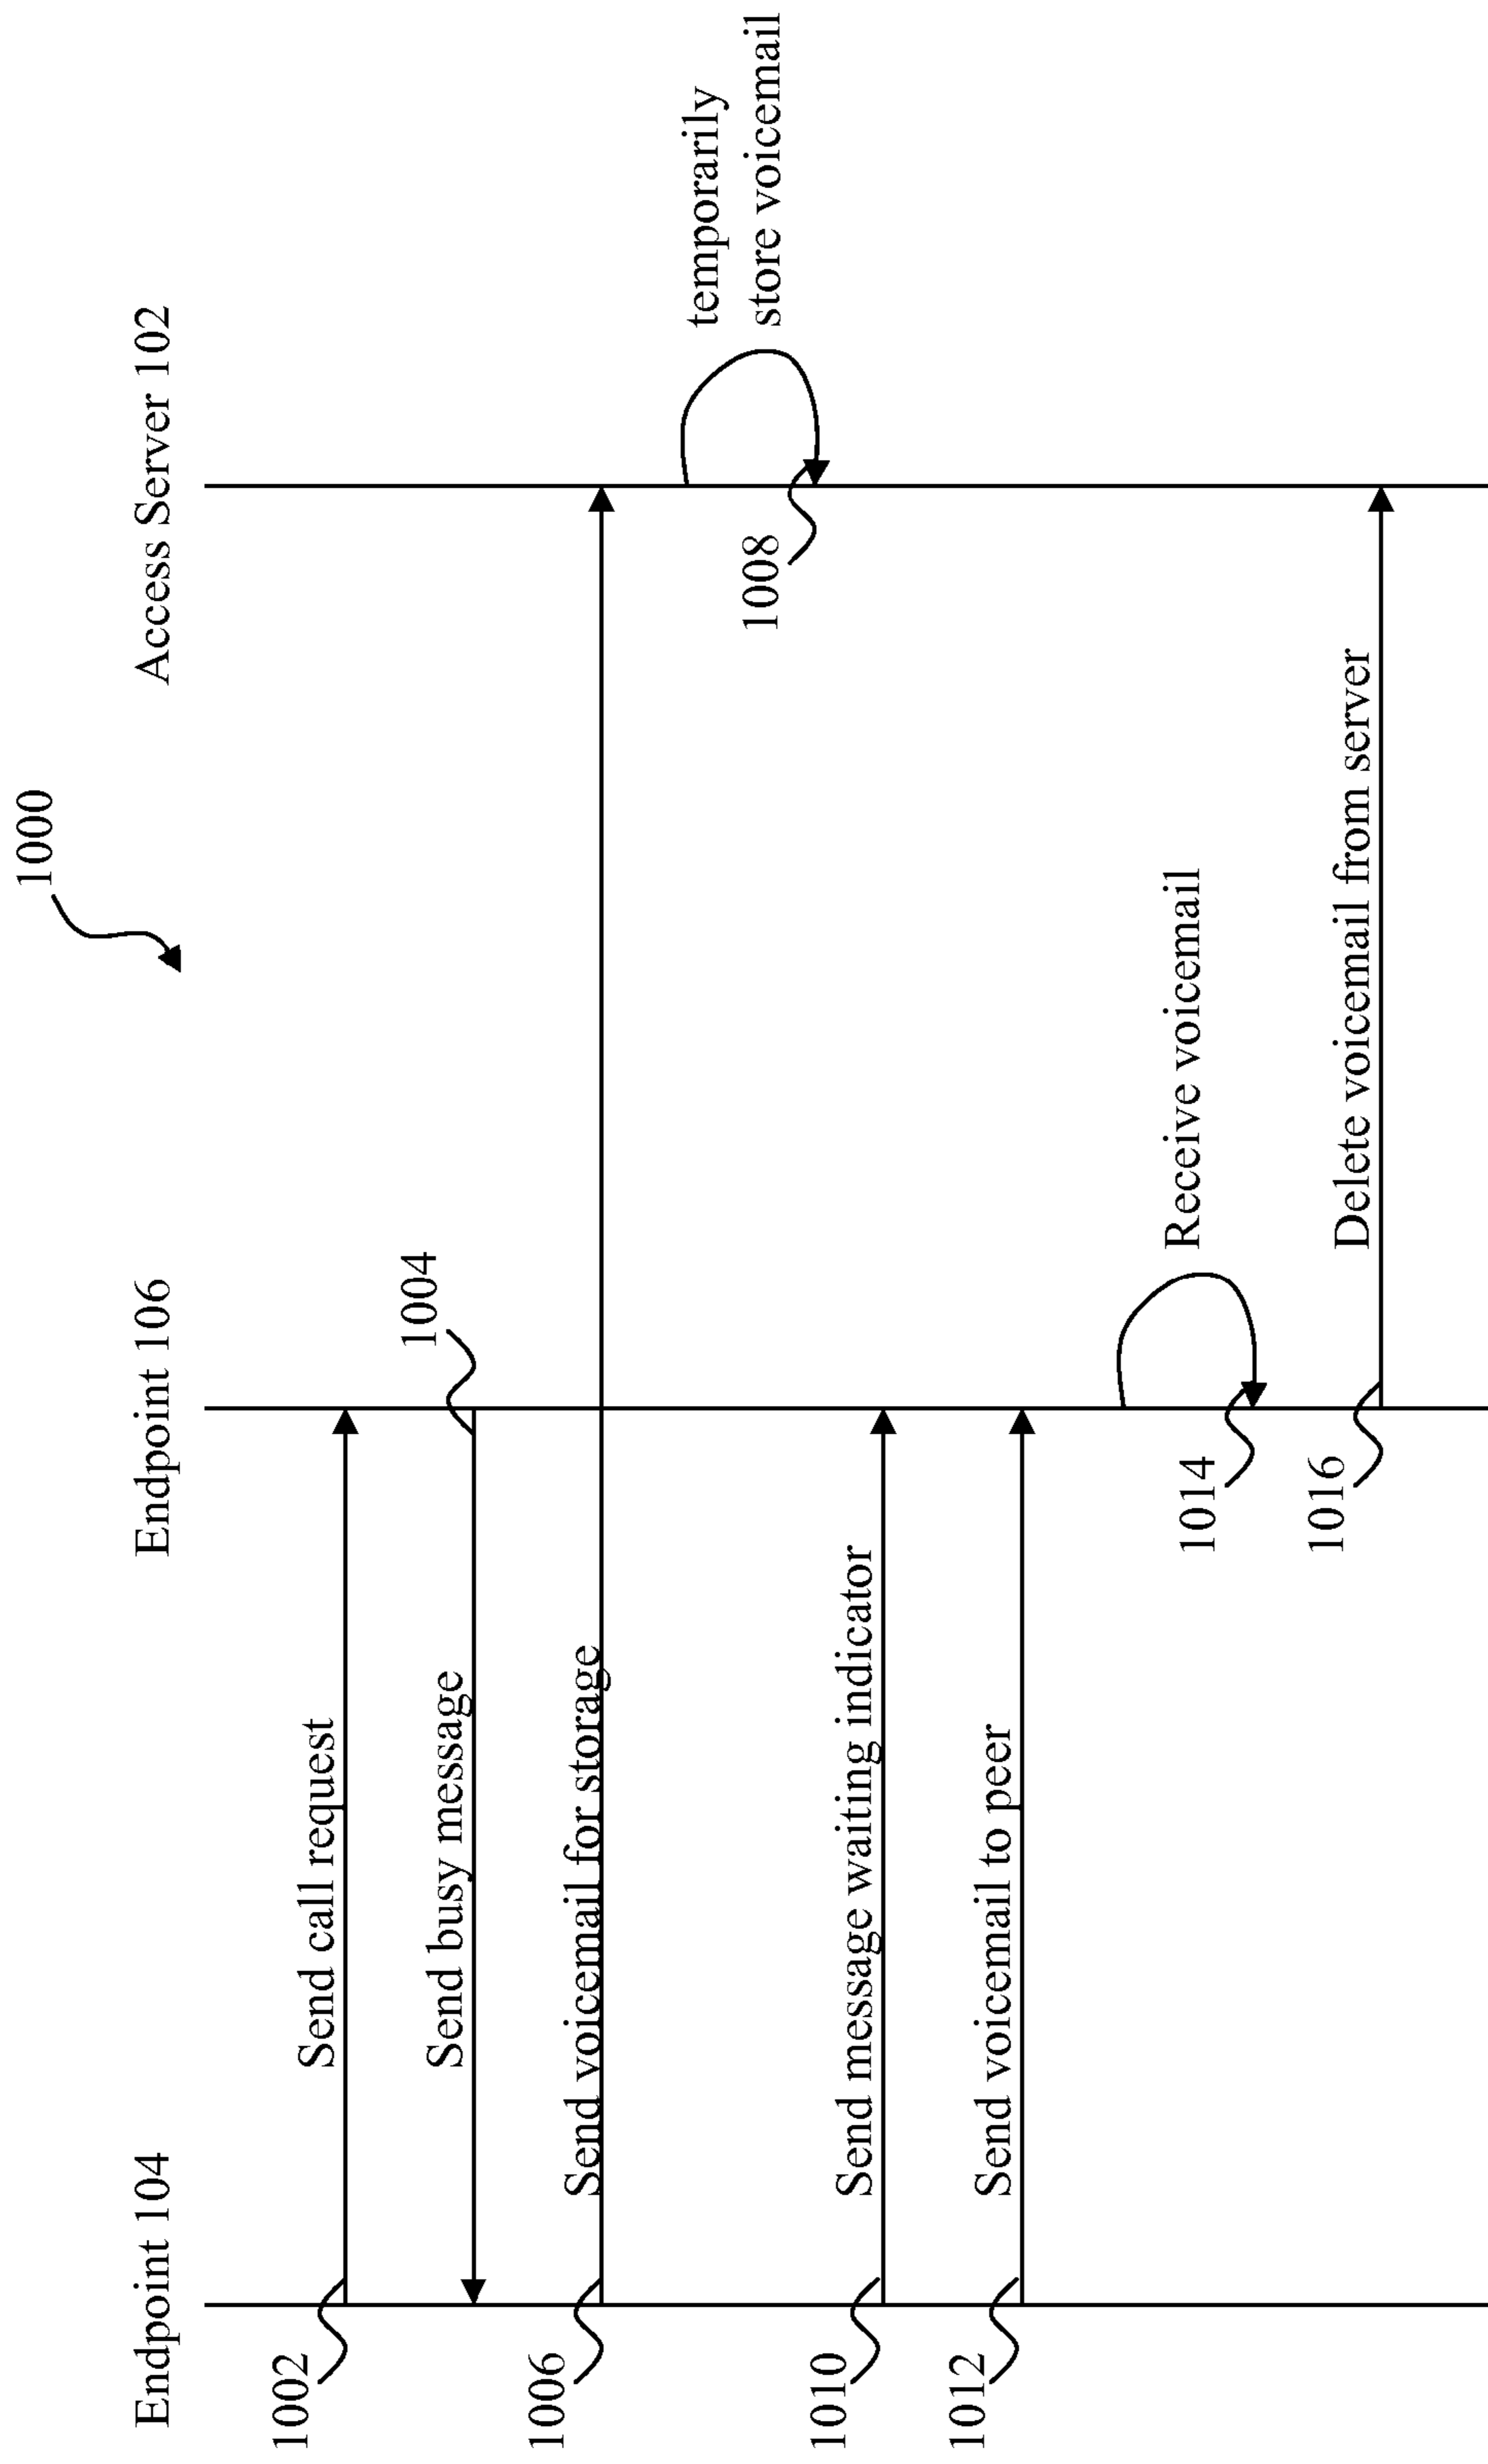 1000
Endpoint 104
Endpoint 106
Access Server 102
1002
Send call request
Send busy message
1004
1006
Send voicemail for storage
temporarily
store voicemail
1008
1010
Send message waiting indicator
1012
Send voicemail to peer
Receive voicemail
1014
1016
Delete voicemail from server